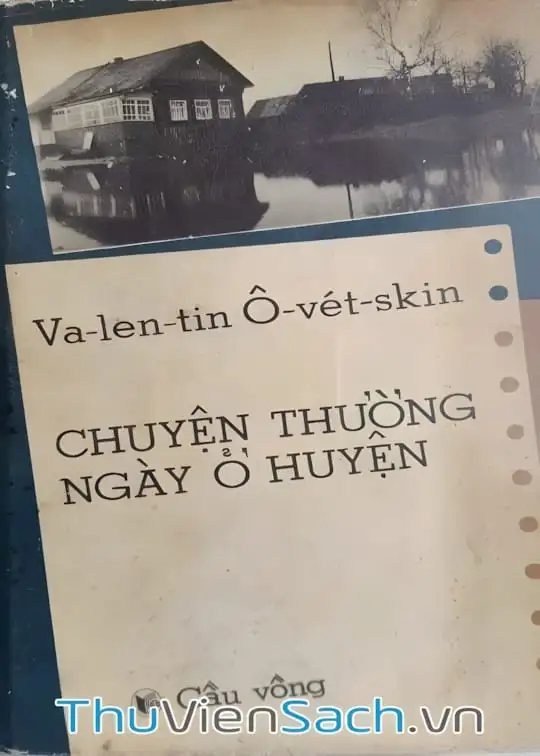 Va-len-tin Ô-vét-skin
CHUYỆN THƯỜNG
NGÀY Ở HUYỆN
Cầu vồng
ThuVienSach.vn